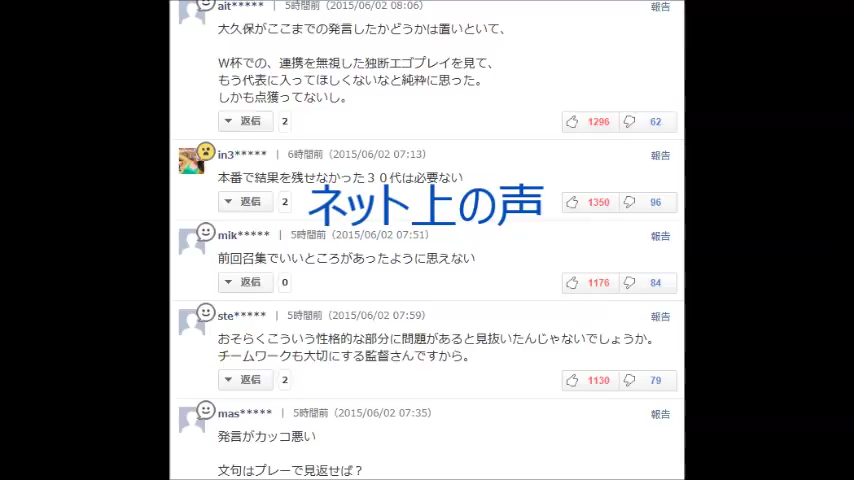 ait***** | 5時間前（2015/06/02 08:06） 報告
大久保がここまでの発言したかどうかは置いといて、
W杯での、連携を無視した独断エゴプレイを見て、
もう代表に入ってほしくないなと純粋に思った。
しかも点獲ってないし。
返信 2 1296 62
in3***** | 6時間前（2015/06/02 07:13） 報告
本番で結果を残せなかった３０代は必要ない
返信 2 1350 96
ネット上の声
mik***** | 5時間前（2015/06/02 07:51） 報告
前回召集でいいところがあったように思えない
返信 0 1176 84
ste***** | 5時間前（2015/06/02 07:59） 報告
おそらくこういう性格的な部分に問題があると見抜いたんじゃないでしょうか。
チームワークも大切にする監督さんですから。
返信 2 1130 79
mas***** | 5時間前（2015/06/02 07:35） 報告
発言がカッコ悪い
文句はプレーで見返せば？